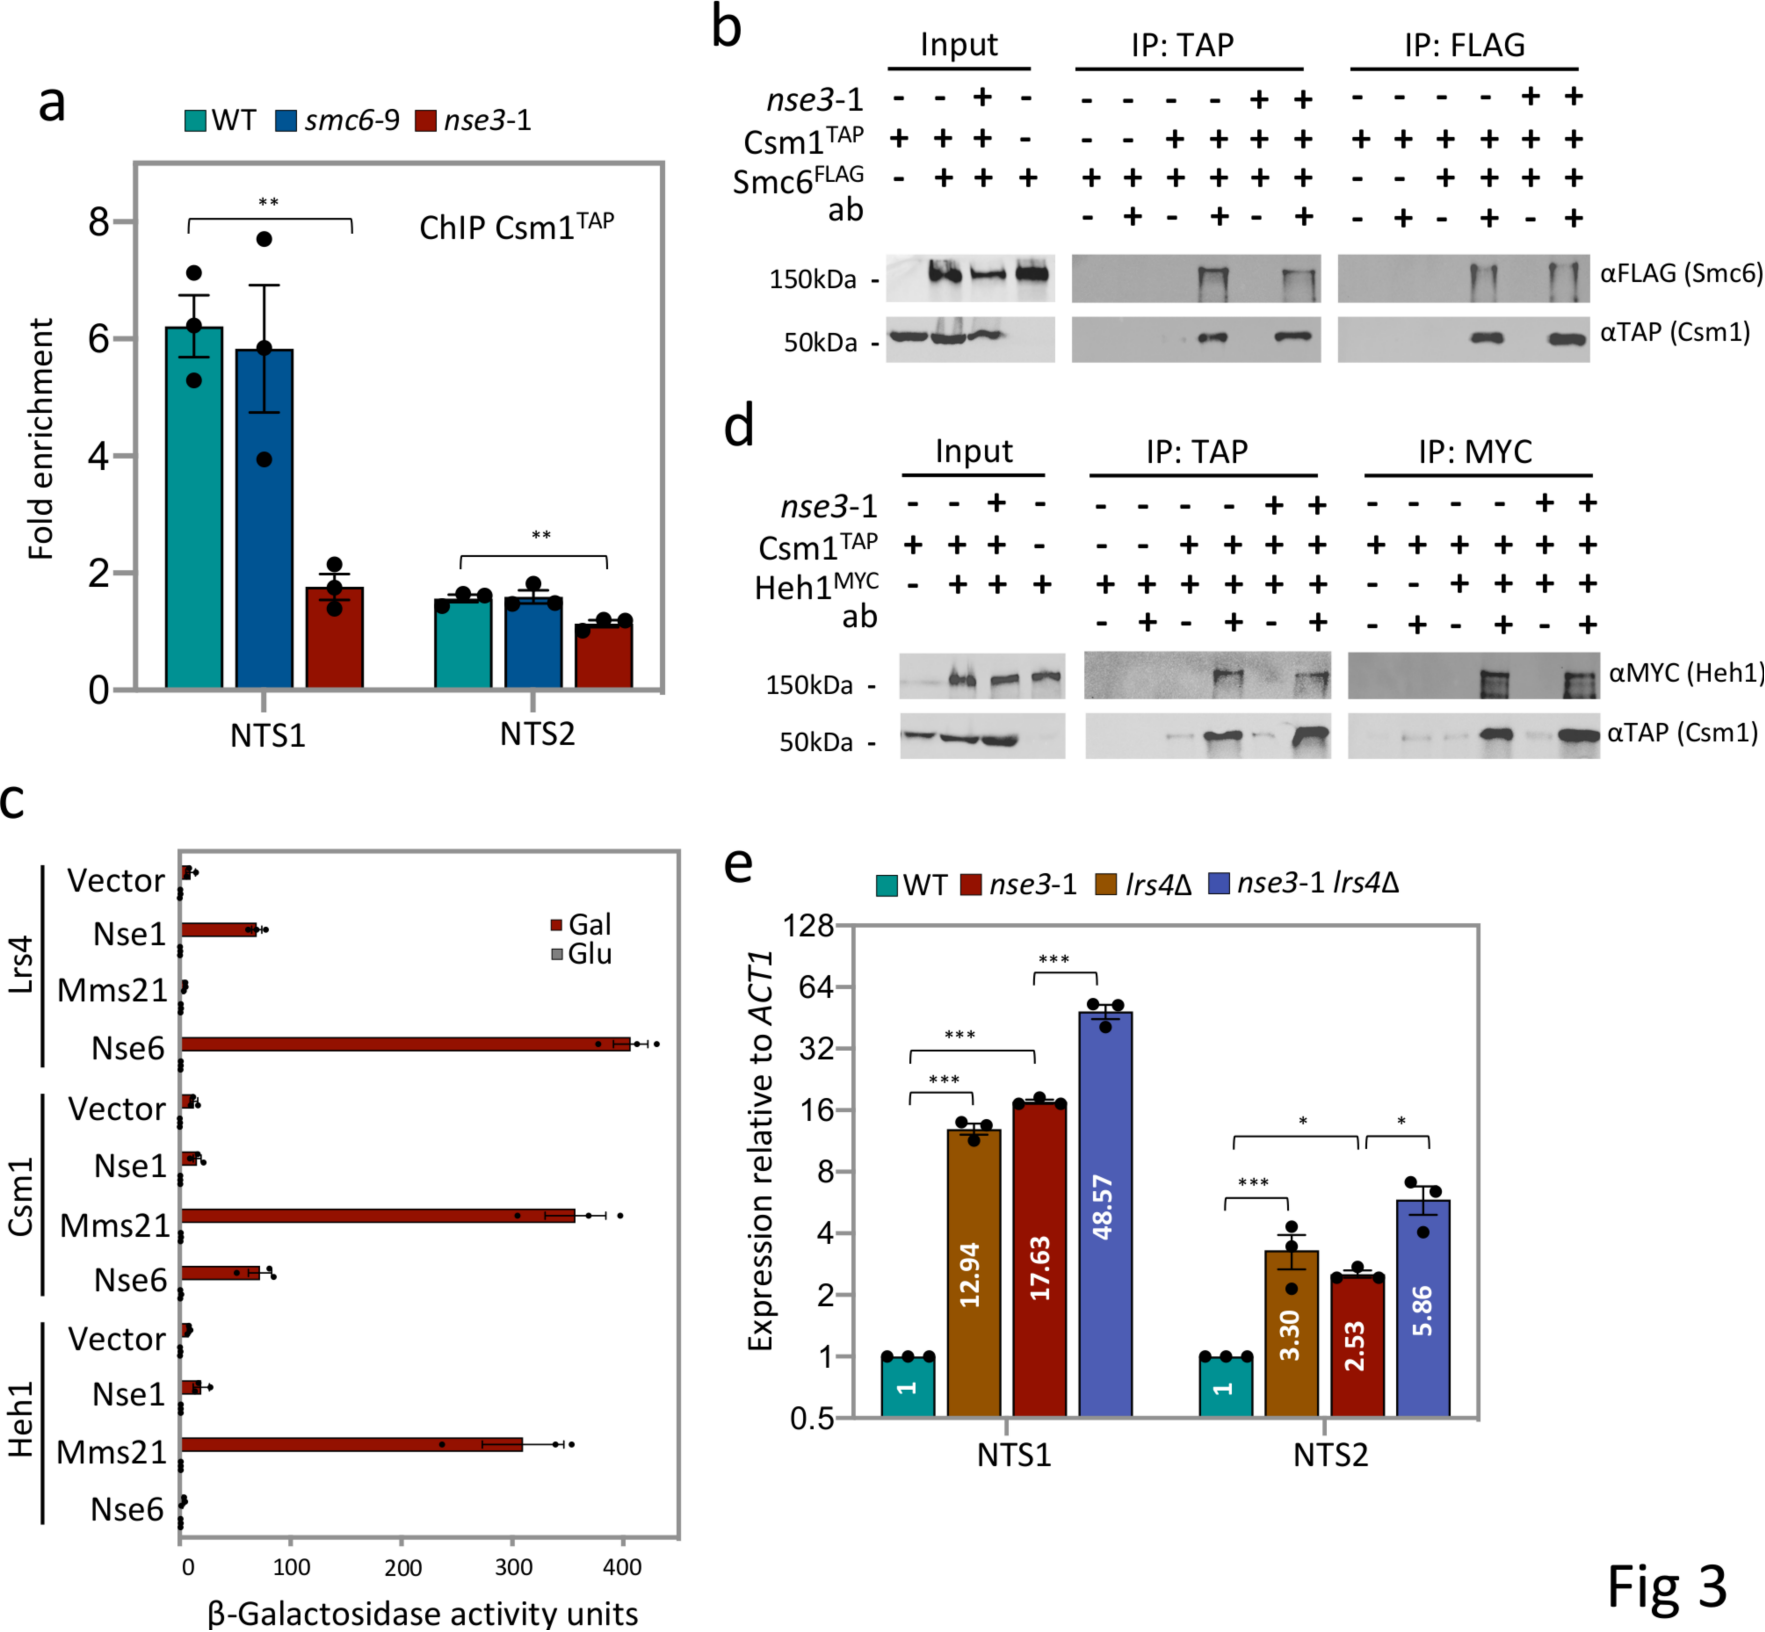 a
WT smc6-9 nse3-1
ChIP Csm1TAP
**
**
Fold enrichment
8
6
4
2
0
NTS1 NTS2
b
Input IP: TAP IP: FLAG
nse3-1 - - + - - - - - + + - - - - + +
Csm1TAP + + + - - - + + + + + + + + + +
Smc6FLAG - + + + + + + + + + - - + + + +
ab - + - + - + - + - + - +
150kDa - αFLAG (Smc6)
50kDa - αTAP (Csm1)
d
Input IP: TAP IP: MYC
nse3-1 - - + - - - - - + + - - - - + +
Csm1TAP + + + - - - + + + + + + + + + +
Heh1MYC - + + + + + + + + + - - + + + +
ab - + - + - + - + - + - +
150kDa - αMYC (Heh1)
50kDa - αTAP (Csm1)
c
Gal
Glu
Lrs4
Vector
Nse1
Mms21
Nse6
Csm1
Vector
Nse1
Mms21
Nse6
Heh1
Vector
Nse1
Mms21
Nse6
0 100 200 300 400
β-Galactosidase activity units
e
WT nse3-1 lrs4Δ nse3-1 lrs4Δ
Expression relative to ACT1
128
64
32
16
8
4
2
1
0.5
***
***
***
*
*
***
1 12.94 17.63 48.57
1 3.30 2.53 5.86
NTS1 NTS2
Fig 3